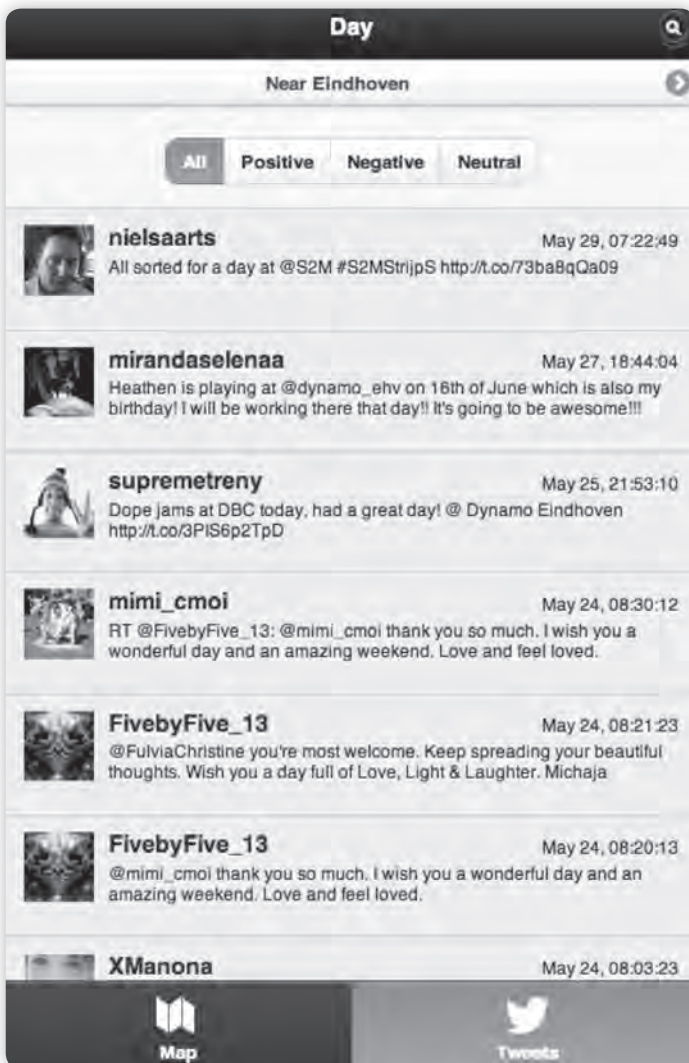 Day
Near Eindhoven
All Positive Negative Neutral
nielsaarts May 29, 07:22:49
All sorted for a day at @S2M #S2MStrijpS http://t.co/73ba8qQa09
mirandaselenaa May 27, 18:44:04
Heathen is playing at @dynamo_ehv on 16th of June which is also my
birthday! I will be working there that day!! It's going to be awesome!!!
supremetreny May 25, 21:53:10
Dope jams at DBC today, had a great day! @ Dynamo Eindhoven
http://t.co/3PIS6p2TpD
mimi_cmoi May 24, 08:30:12
RT @FivebyFive_13: @mimi_cmoi thank you so much. I wish you a
wonderful day and an amazing weekend. Love and feel loved.
FivebyFive_13 May 24, 08:21:23
@FulviaChristine you're most welcome. Keep spreading your beautiful
thoughts. Wish you a day full of Love, Light & Laughter. Michaja
FivebyFive_13 May 24, 08:20:13
@mimi_cmoi thank you so much. I wish you a wonderful day and an
amazing weekend. Love and feel loved.
XManona May 24, 08:03:23
Map Tweets